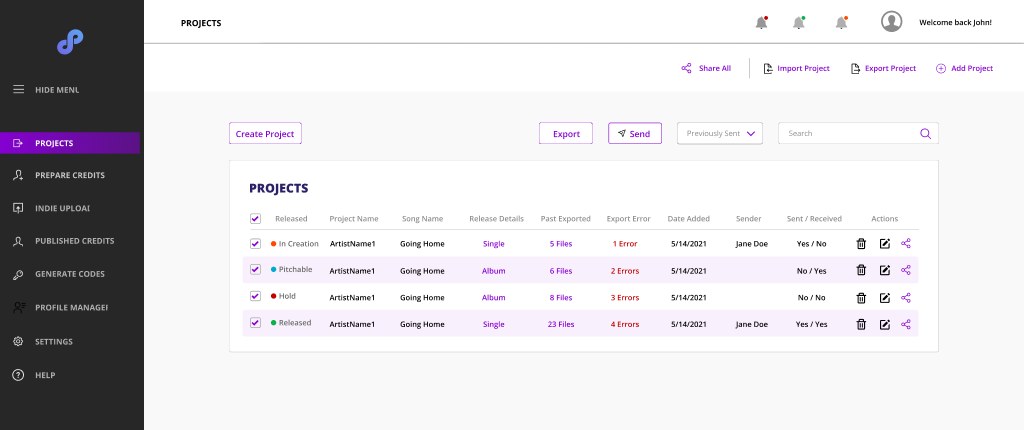 PROJECTS
Welcome back John!
Share All
Import Project
Export Project
Add Project
HIDE MENU
PROJECTS
PREPARE CREDITS
INDIE UPLOAI
PUBLISHED CREDITS
GENERATE CODES
PROFILE MANAGEI
SETTINGS
HELP
Create Project
Export
Send
Previously Sent
Search
PROJECTS
Released Project Name Song Name Release Details Past Exported Export Error Date Added Sender Sent / Received Actions
In Creation ArtistName1 Going Home Single 5 Files 1 Error 5/14/2021 Jane Doe Yes / No
Pitchable ArtistName1 Going Home Album 6 Files 2 Errors 5/14/2021 No / Yes
Hold ArtistName1 Going Home Album 8 Files 3 Errors 5/14/2021 No / No
Released ArtistName1 Going Home Single 23 Files 4 Errors 5/14/2021 Jane Doe Yes / Yes